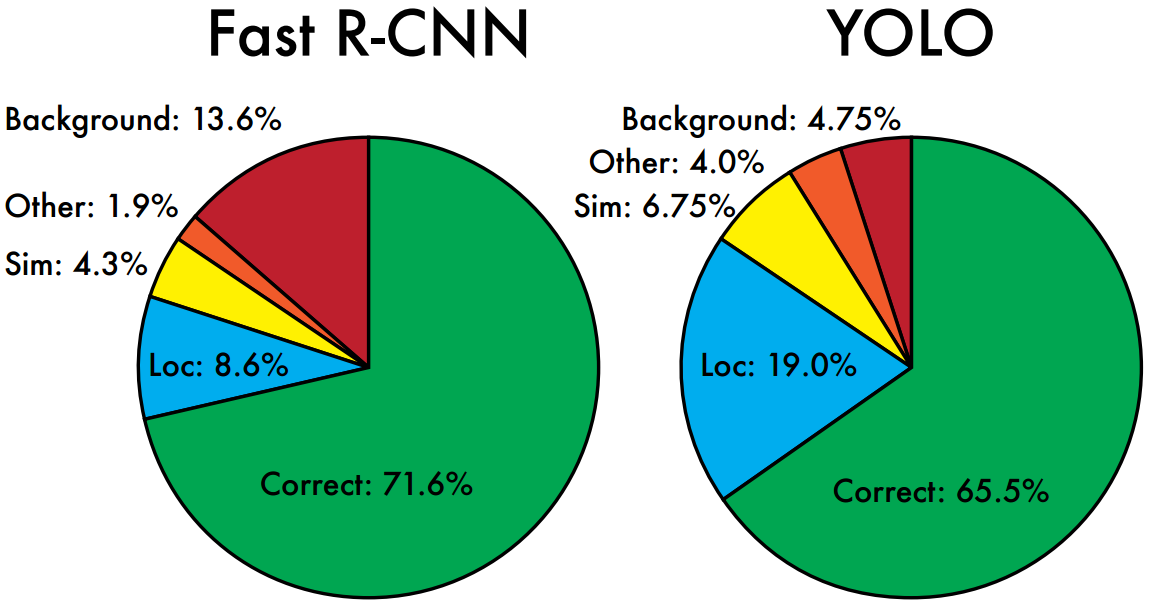 Fast R-CNN
Background: 13.6%
Other: 1.9%
Sim: 4.3%
Loc: 8.6%
Correct: 71.6%
YOLO
Background: 4.75%
Other: 4.0%
Sim: 6.75%
Loc: 19.0%
Correct: 65.5%